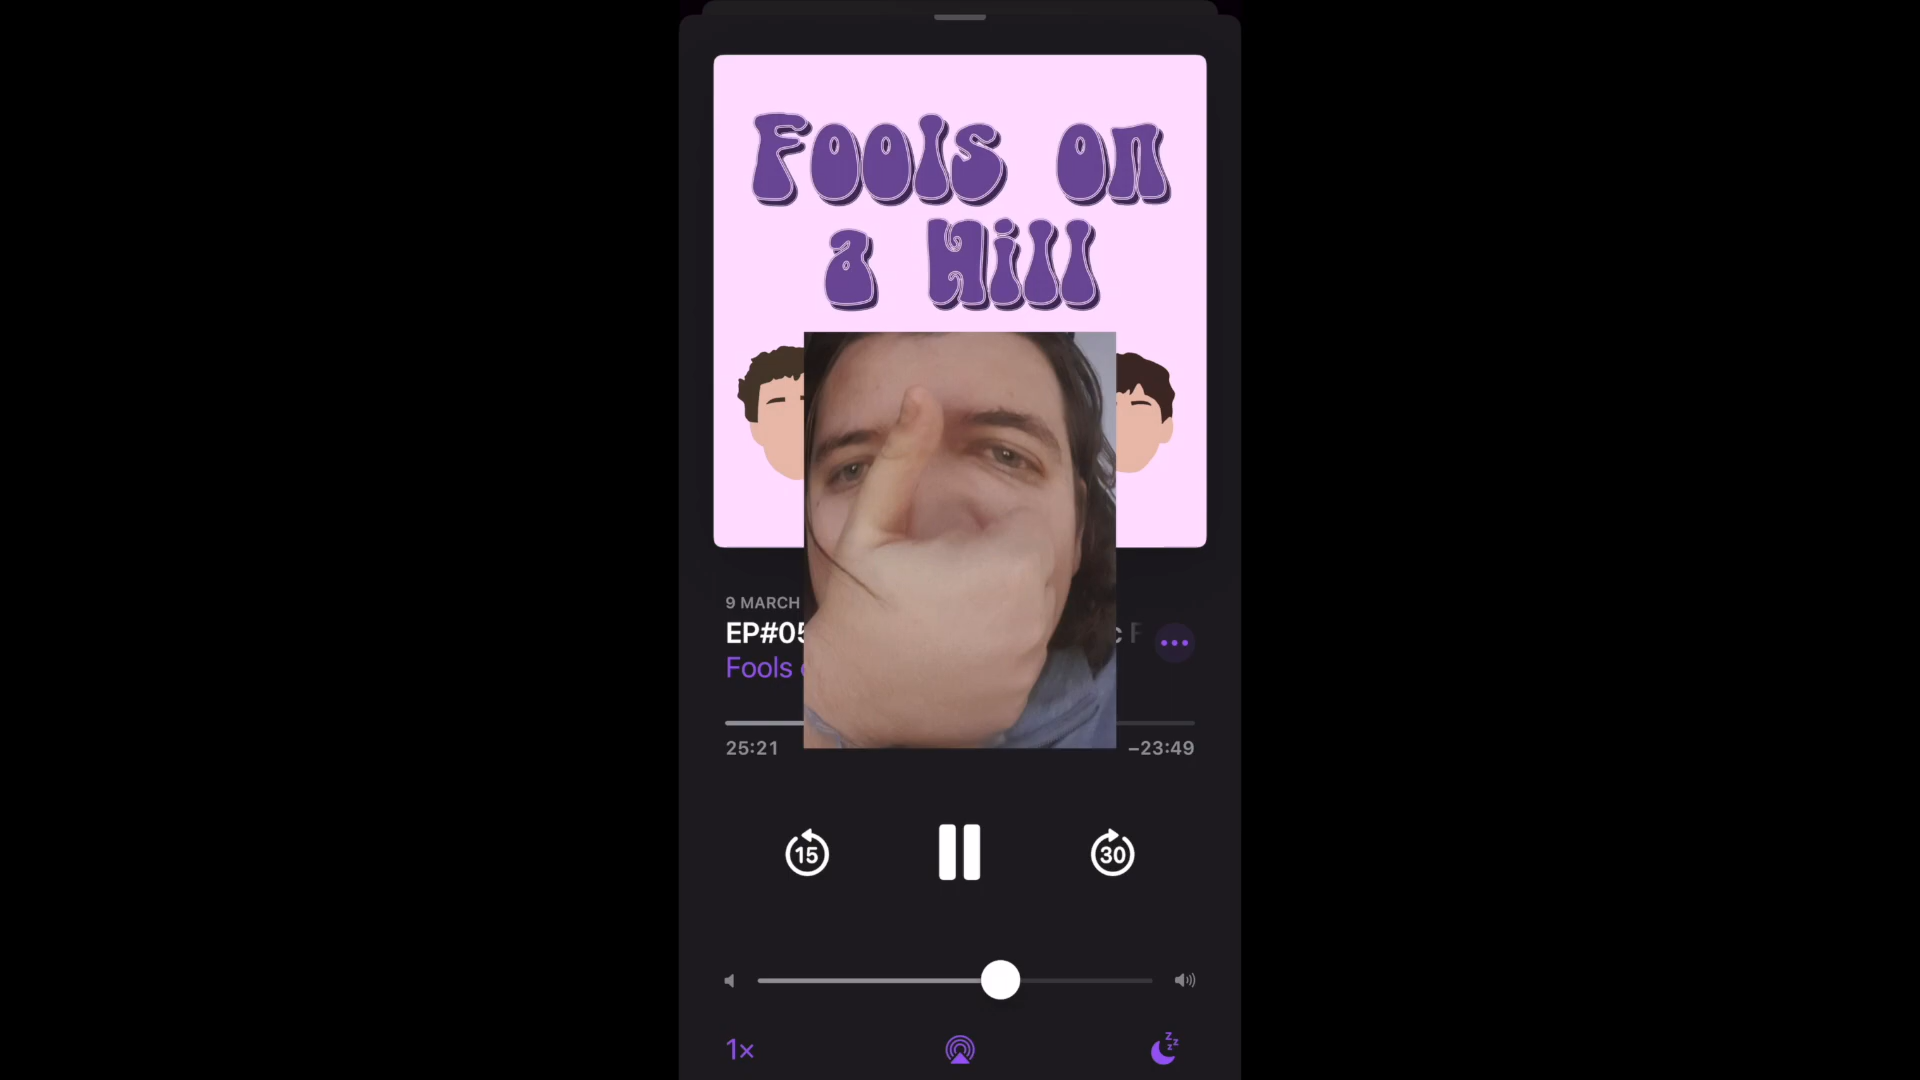 Fools on
a Hill
9 MARCH
EP#05
Fools
25:21
–23:49
15
30
1×
z z z